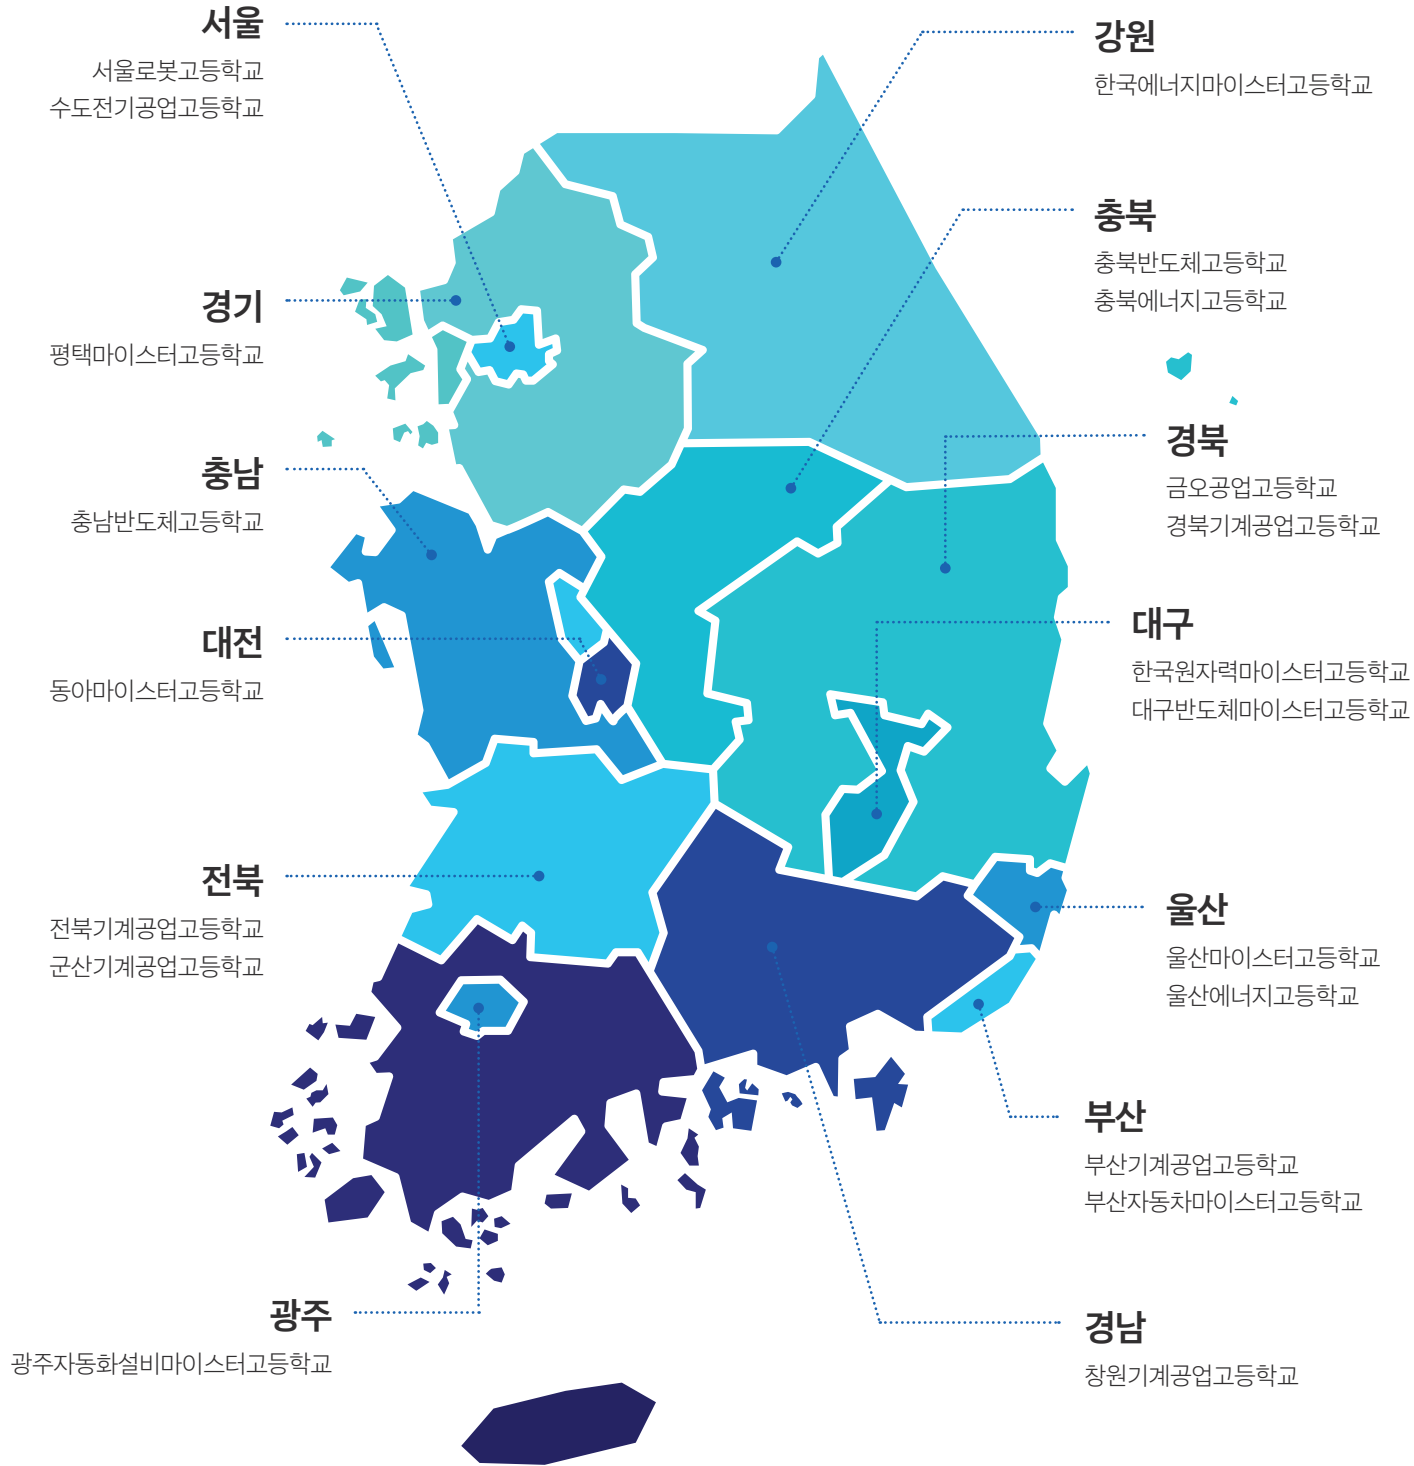 서울
서울로봇고등학교
수도전기공업고등학교
경기
평택마이스터고등학교
충남
충남반도체고등학교
대전
동아마이스터고등학교
전북
전북기계공업고등학교
군산기계공업고등학교
광주
광주자동화설비마이스터고등학교
강원
한국에너지마이스터고등학교
충북
충북반도체고등학교
충북에너지고등학교
경북
금오공업고등학교
경북기계공업고등학교
대구
한국원자력마이스터고등학교
대구반도체마이스터고등학교
울산
울산마이스터고등학교
울산에너지고등학교
부산
부산기계공업고등학교
부산자동차마이스터고등학교
경남
창원기계공업고등학교